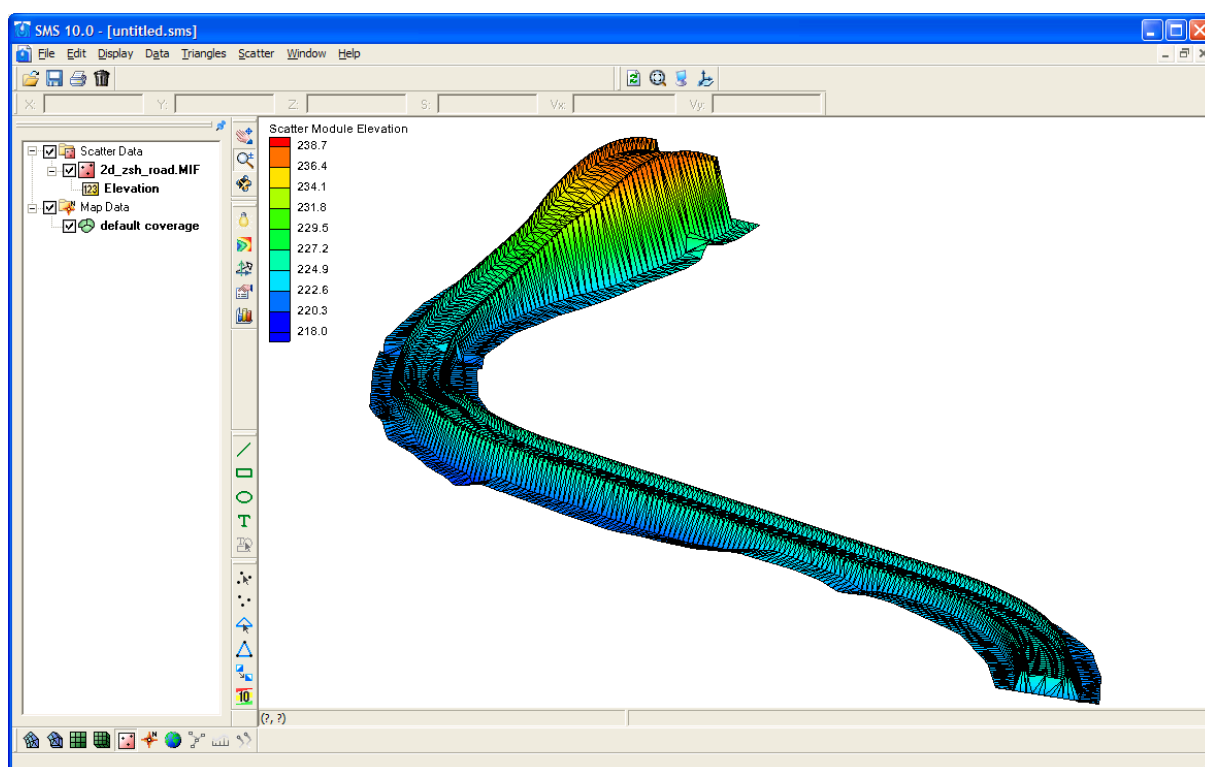 SMS 10.0 - [untitled.sms]
File Edit Display Data Triangles Scatter Window Help
X: Y: Z: S: Vx: Vy:
Scatter Data
2d_zsh_road.MIF
123 Elevation
Map Data
default coverage
Scatter Module Elevation
238.7
236.4
234.1
231.8
229.5
227.2
224.9
222.6
220.3
218.0
T
10
(?, ?)